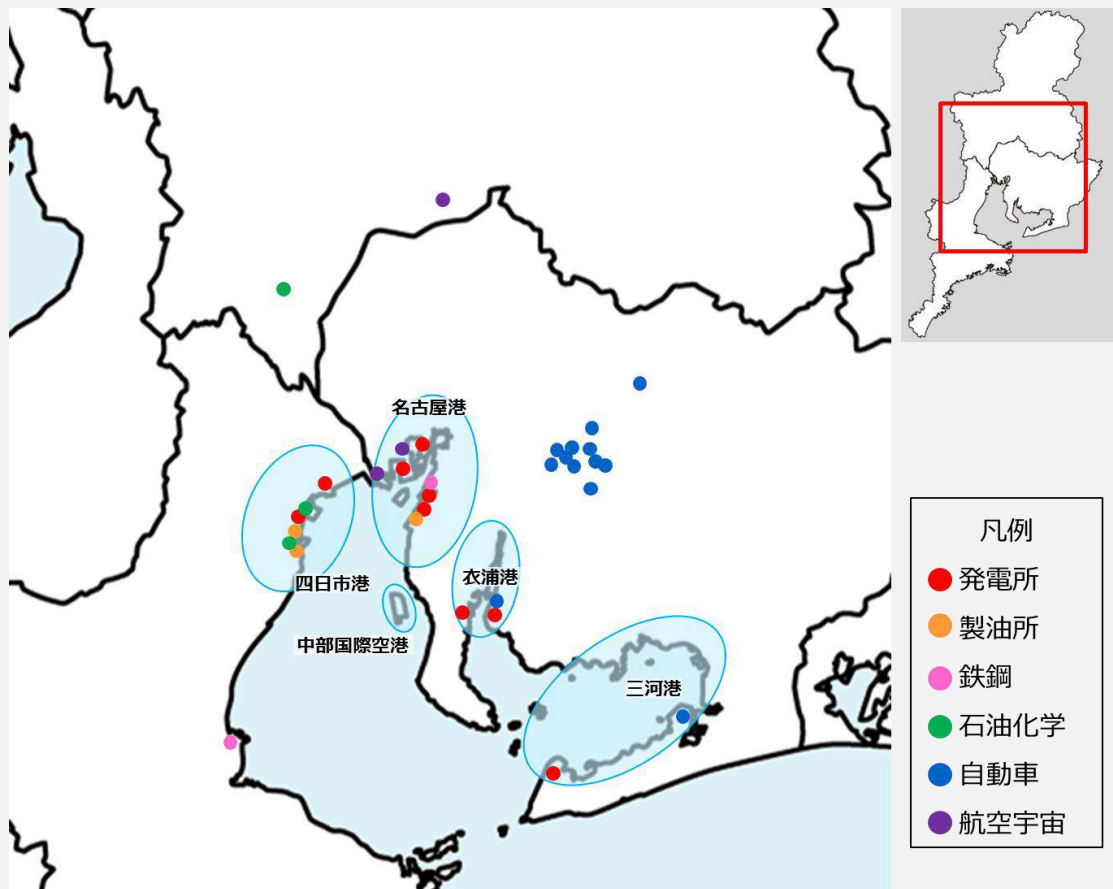 名古屋港
四日市港
衣浦港
中部国際空港
三河港
凡例
発電所
製油所
鉄鋼
石油化学
自動車
航空宇宙